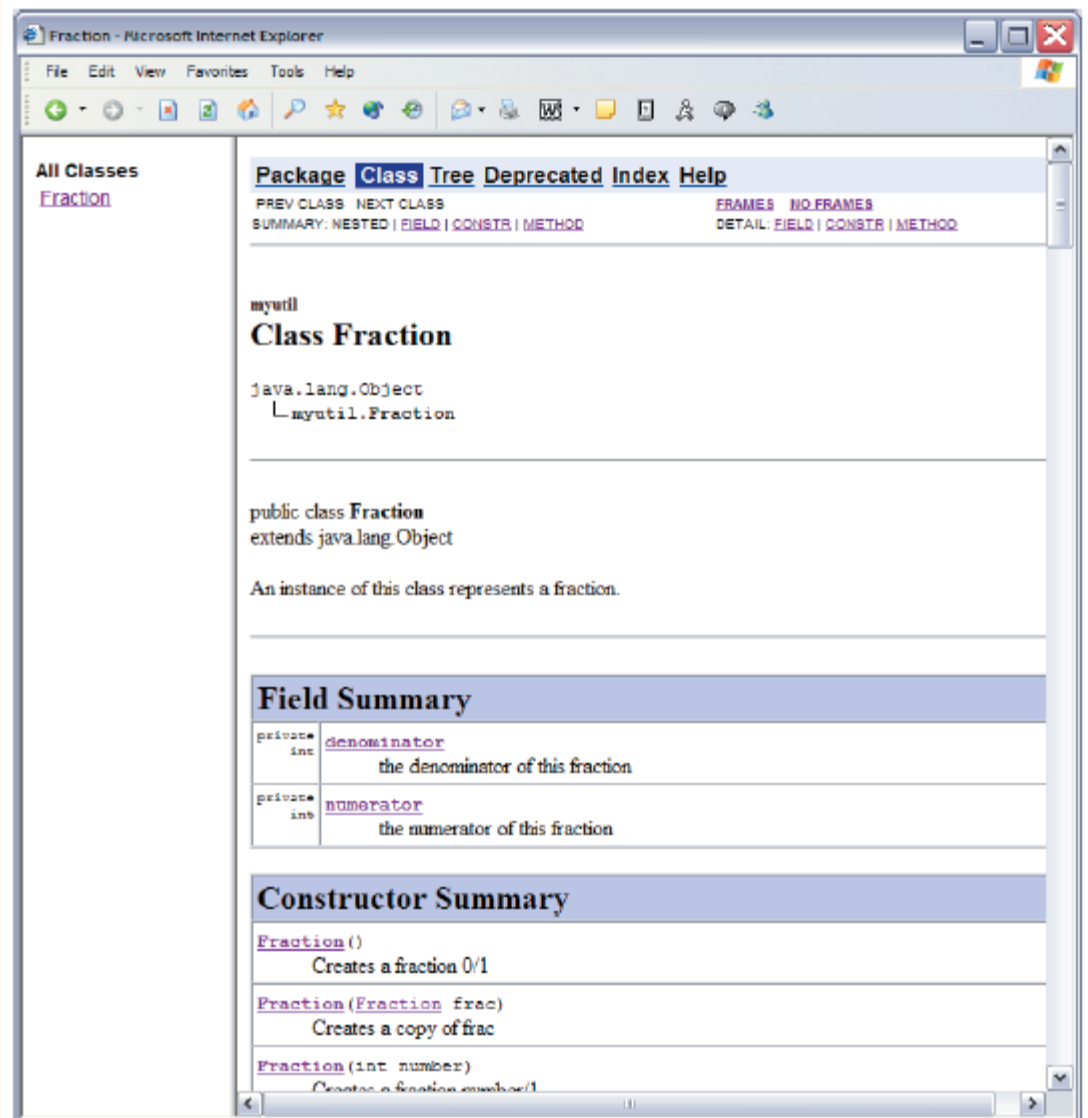 Fraction - Microsoft Internet Explorer
File Edit View Favorites Tools Help
All Classes
Fraction
Package Class Tree Deprecated Index Help
PREV CLASS NEXT CLASS
FRAMES NO FRAMES
SUMMARY: NESTED | FIELD | CONSTR | METHOD
DETAIL: FIELD | CONSTR | METHOD
myutil
Class Fraction
java.lang.Object
myutil.Fraction
public class Fraction
extends java.lang.Object
An instance of this class represents a fraction.
Field Summary
private int
denominator
the denominator of this fraction
private int
numerator
the numerator of this fraction
Constructor Summary
Fraction()
Creates a fraction 0/1
Fraction(Fraction frac)
Creates a copy of frac
Fraction(int number)
Creates a fraction number/1